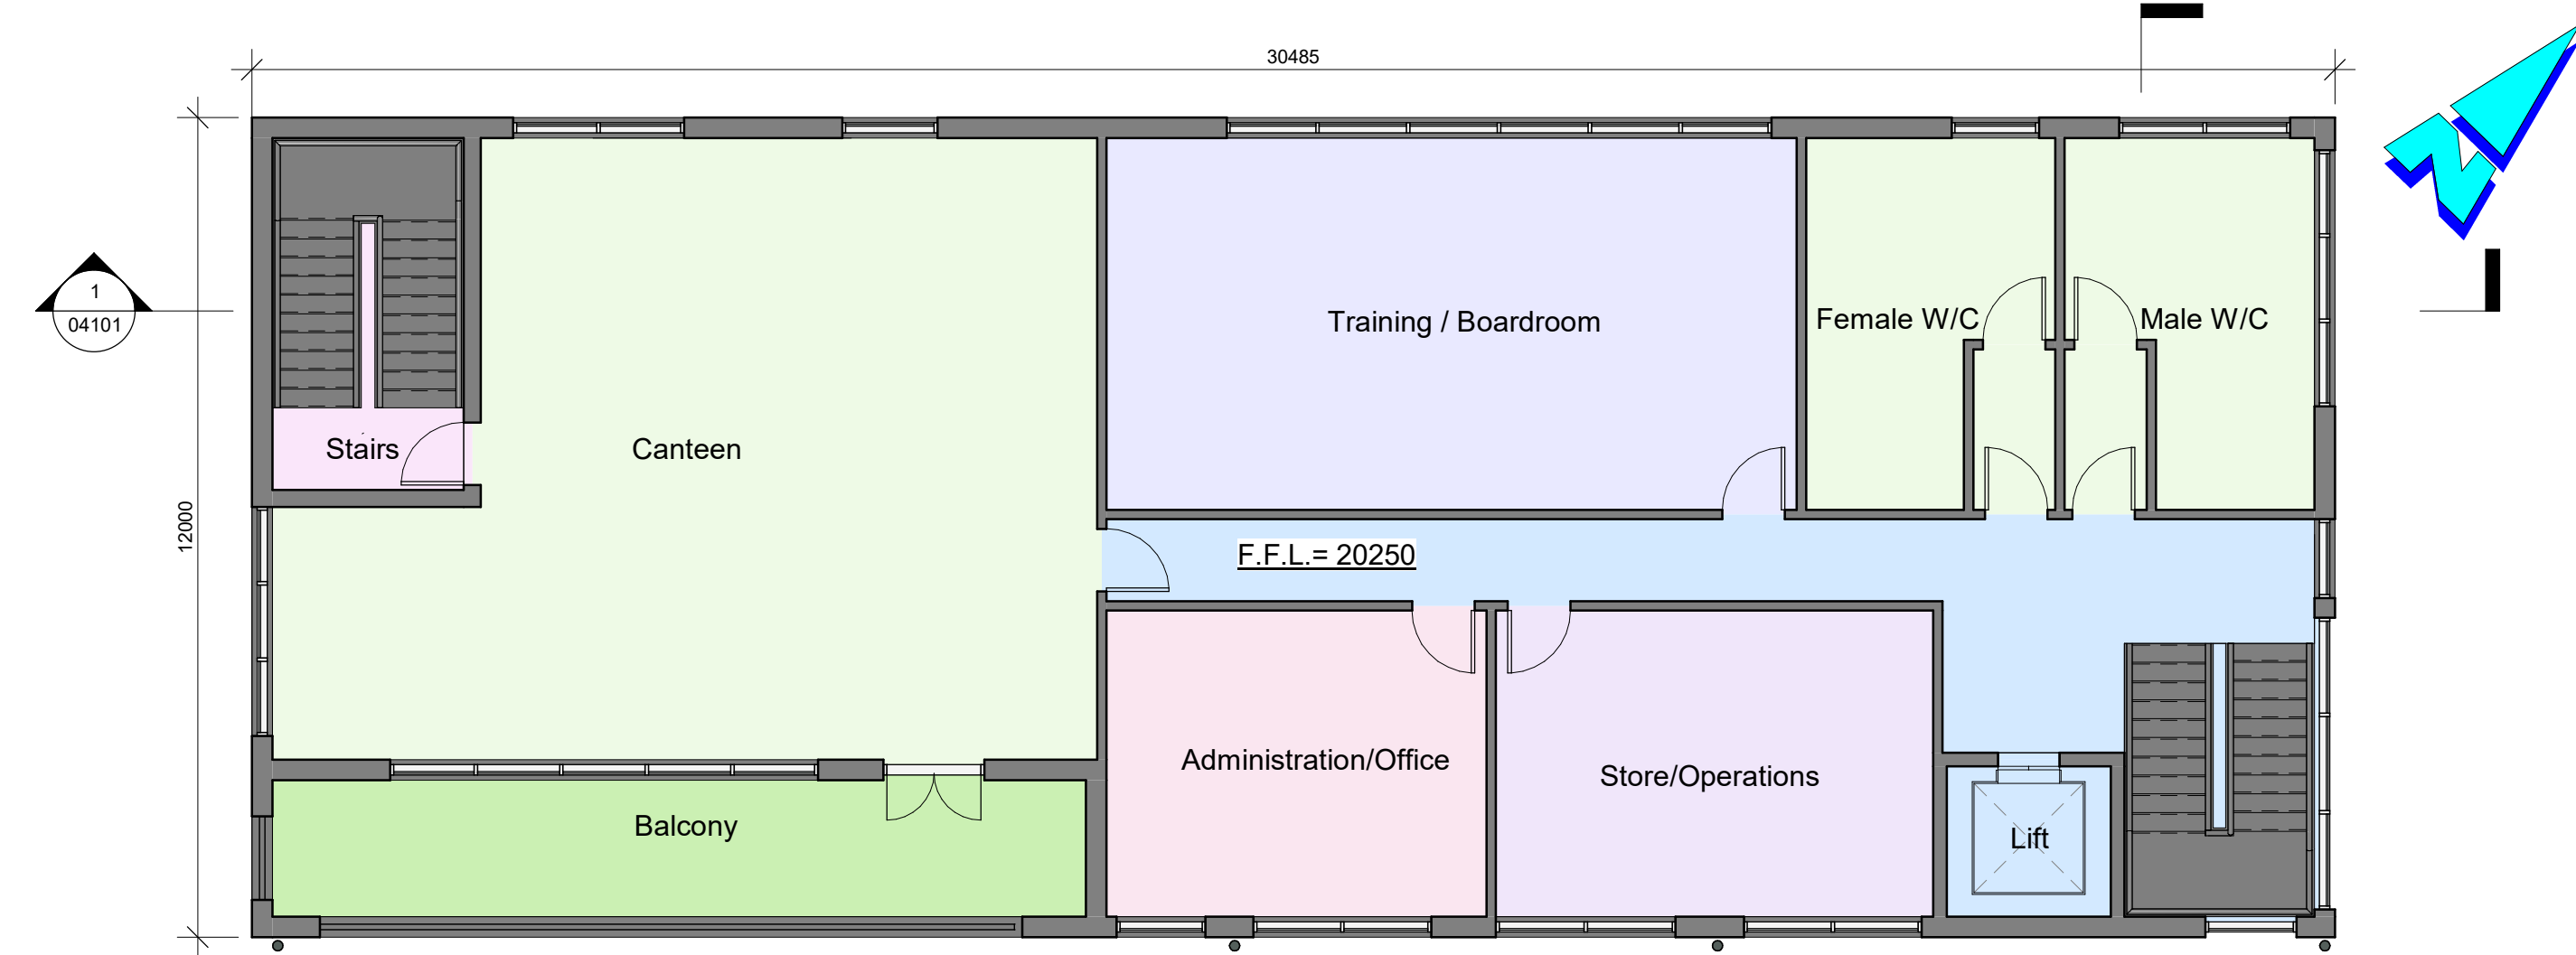 30485
1
04101
12000
Stairs
Canteen
Training / Boardroom
Female W/C
Male W/C
F.F.L.= 20250
Administration/Office
Store/Operations
Balcony
Lift
N